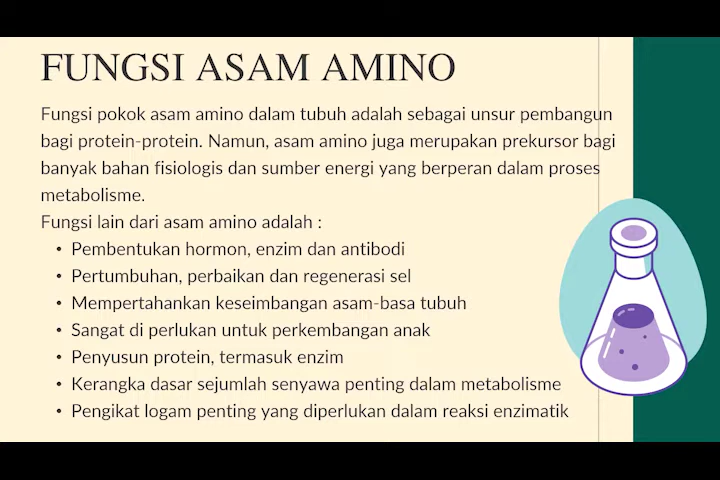 FUNGSI ASAM AMINO
Fungsi pokok asam amino dalam tubuh adalah sebagai unsur pembangun
bagi protein-protein. Namun, asam amino juga merupakan prekursor bagi
banyak bahan fisiologis dan sumber energi yang berperan dalam proses
metabolisme.
Fungsi lain dari asam amino adalah :
• Pembentukan hormon, enzim dan antibodi
• Pertumbuhan, perbaikan dan regenerasi sel
• Mempertahankan keseimbangan asam-basa tubuh
• Sangat di perlukan untuk perkembangan anak
• Penyusun protein, termasuk enzim
• Kerangka dasar sejumlah senyawa penting dalam metabolisme
• Pengikat logam penting yang diperlukan dalam reaksi enzimatik